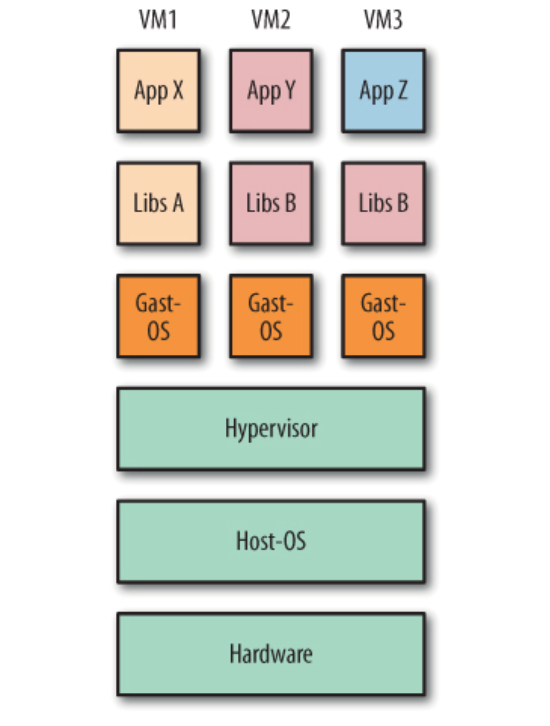 VM1 VM2 VM3
App X App Y App Z
Libs A Libs B Libs B
Gast- Gast- Gast-
OS OS OS
Hypervisor
Host-OS
Hardware